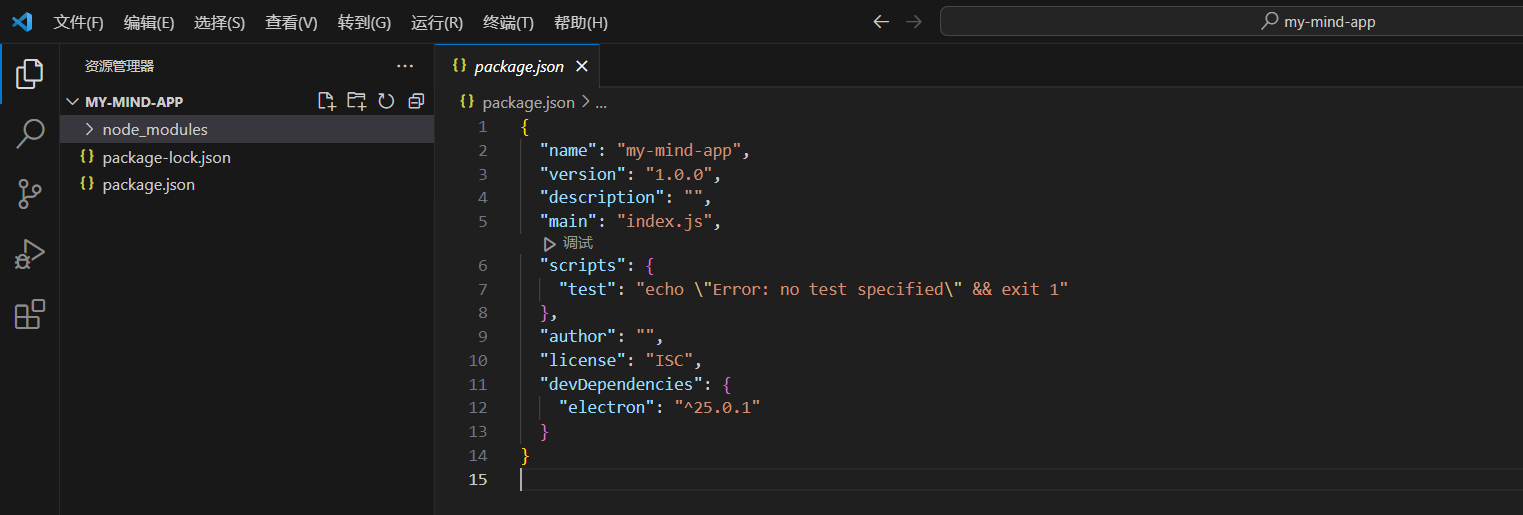 文件(F) 编辑(E) 选择(S) 查看(V) 转到(G) 运行(R) 终端(T) 帮助(H) my-mind-app
资源管理器
MY-MIND-APP
node_modules
package-lock.json
package.json
package.json
package.json > ...
1 {
2 "name": "my-mind-app",
3 "version": "1.0.0",
4 "description": "",
5 "main": "index.js",
调试
6 "scripts": {
7 "test": "echo \"Error: no test specified\" && exit 1"
8 },
9 "author": "",
10 "license": "ISC",
11 "devDependencies": {
12 "electron": "^25.0.1"
13 }
14 }
15